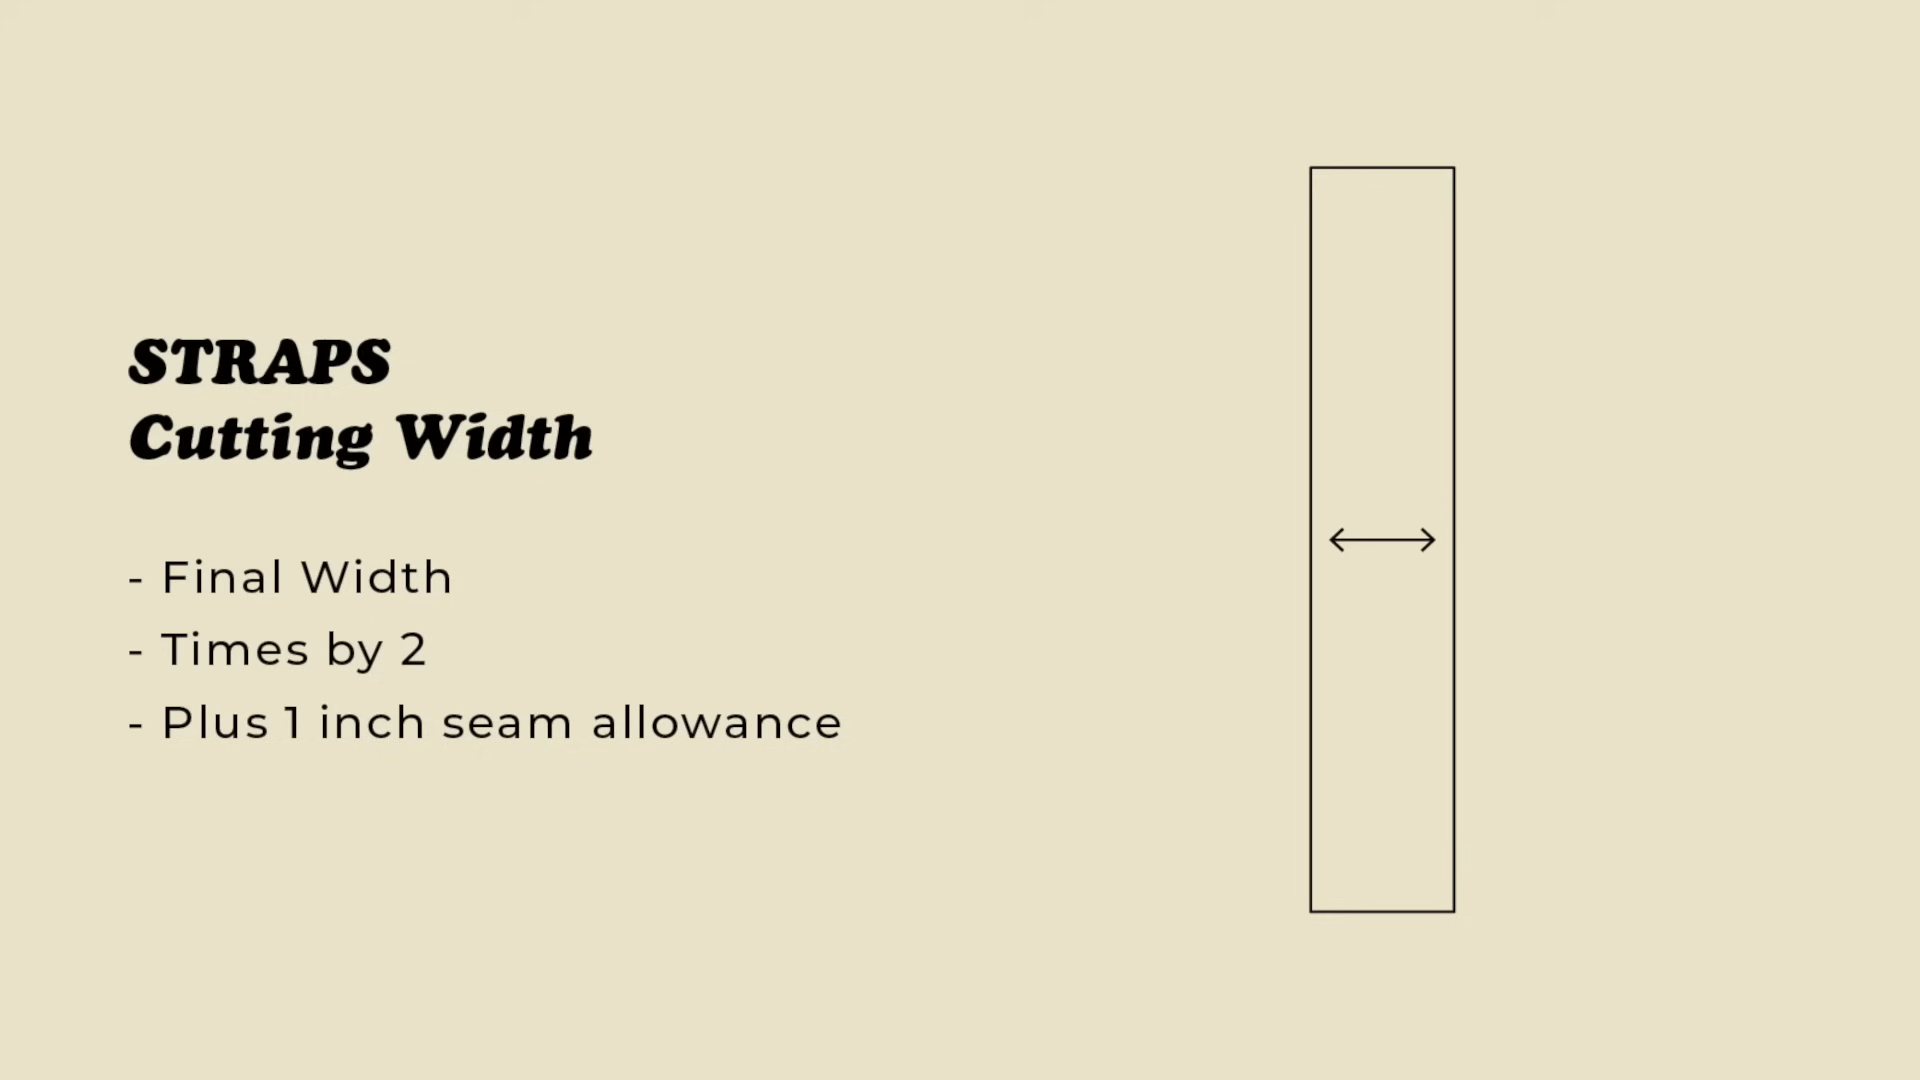 STRAPS
Cutting Width
- Final Width
- Times by 2
- Plus 1 inch seam allowance